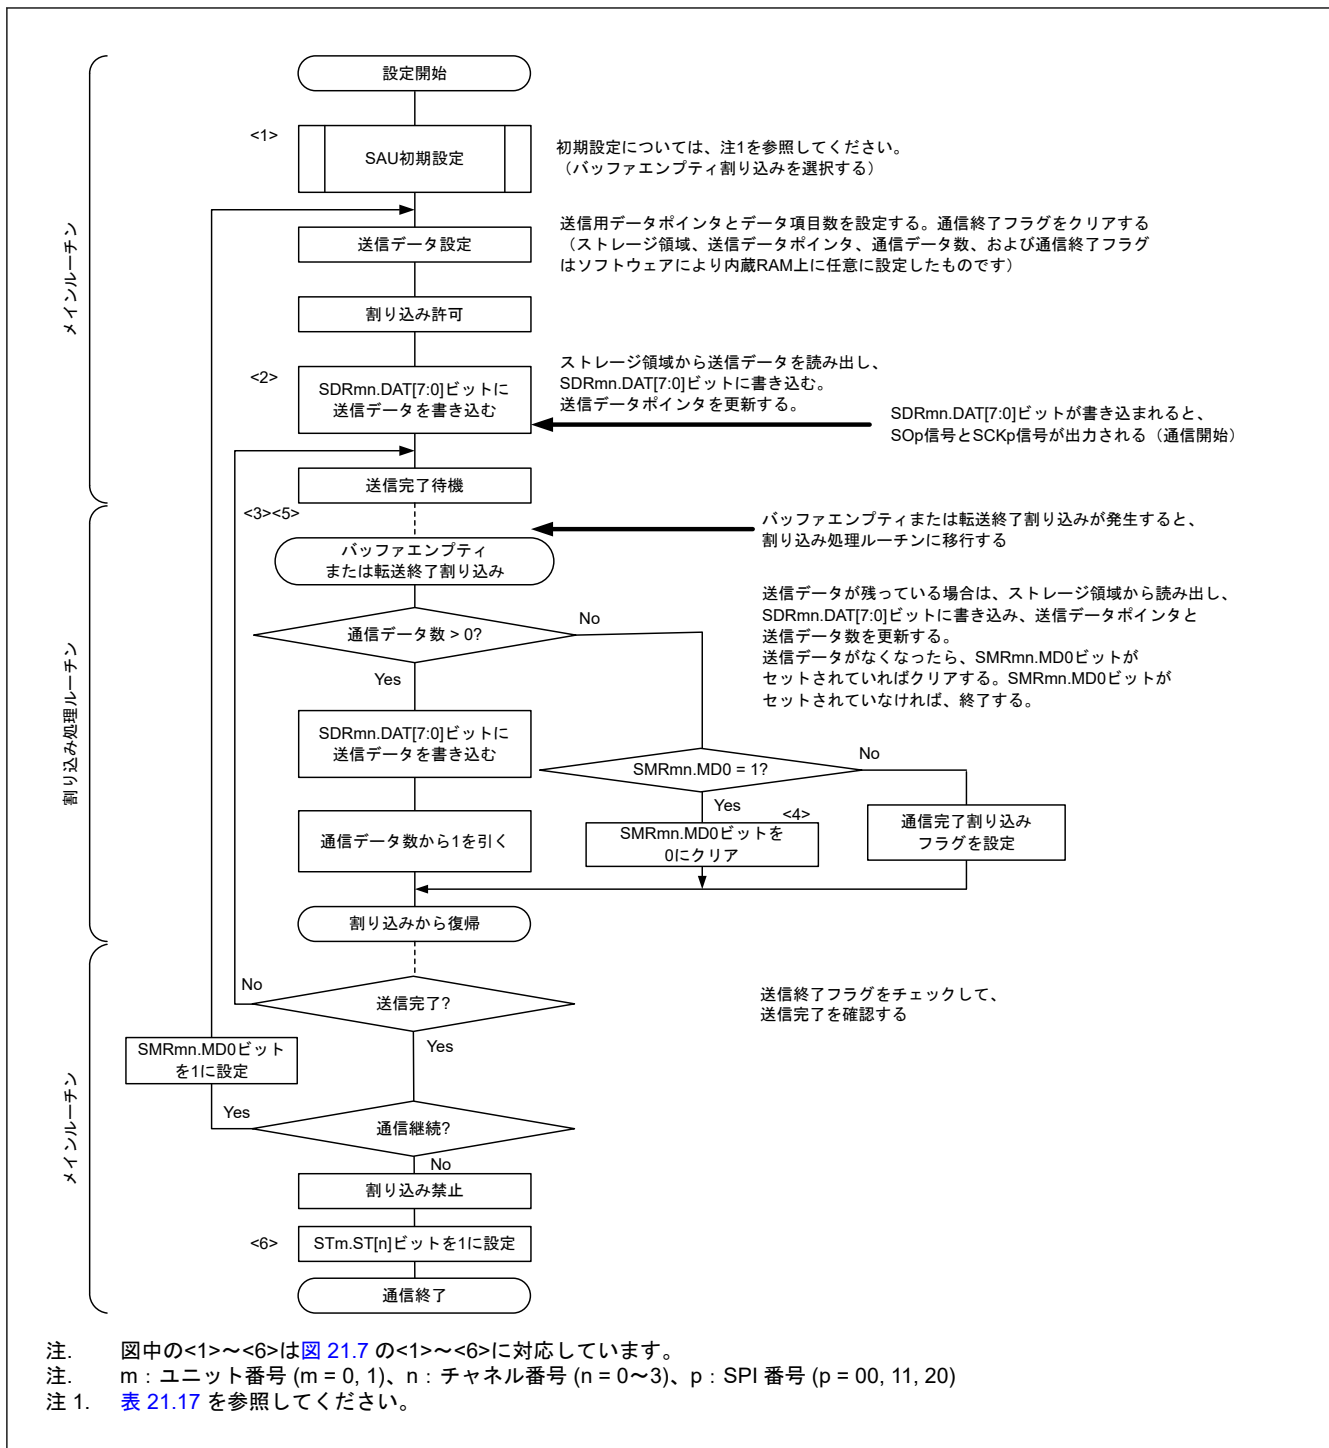 設定開始
<1>
SAU初期設定
初期設定については、注1を参照してください。
（バッファエンプティ割り込みを選択する）
送信データ設定
送信用データポインタとデータ項目数を設定する。通信終了フラグをクリアする
（ストレージ領域、送信データポインタ、通信データ数、および通信終了フラグ
はソフトウェアにより内蔵RAM上に任意に設定したものです）
メインルーチン
割り込み許可
<2>
SDRmn.DAT[7:0]ビットに
送信データを書き込む
ストレージ領域から送信データを読み出し、
SDRmn.DAT[7:0]ビットに書き込む。
送信データポインタを更新する。
SDRmn.DAT[7:0]ビットが書き込まれると、
SOp信号とSCKp信号が出力される（通信開始）
送信完了待機
<3><5>
バッファエンプティまたは転送終了割り込みが発生すると、
割り込み処理ルーチンに移行する
バッファエンプティ
または転送終了割り込み
送信データが残っている場合は、ストレージ領域から読み出し、
SDRmn.DAT[7:0]ビットに書き込み、送信データポインタと
送信データ数を更新する。
送信データがなくなったら、SMRmn.MD0ビットが
セットされていればクリアする。SMRmn.MD0ビットが
セットされていなければ、終了する。
通信データ数 > 0?
No
Yes
割り込み処理ルーチン
SDRmn.DAT[7:0]ビットに
送信データを書き込む
SMRmn.MD0 = 1?
No
Yes
<4>
通信データ数から1を引く
SMRmn.MD0ビットを
0にクリア
通信完了割り込み
フラグを設定
割り込みから復帰
No
送信完了?
送信終了フラグをチェックして、
送信完了を確認する
Yes
SMRmn.MD0ビット
を1に設定
メインルーチン
Yes
通信継続?
No
割り込み禁止
<6>
STm.ST[n]ビットを1に設定
通信終了
注. 図中の<1>～<6>は図 21.7 の<1>～<6>に対応しています。
注. m：ユニット番号 (m = 0, 1)、n：チャネル番号 (n = 0～3)、p：SPI 番号 (p = 00, 11, 20)
注 1. 表 21.17 を参照してください。